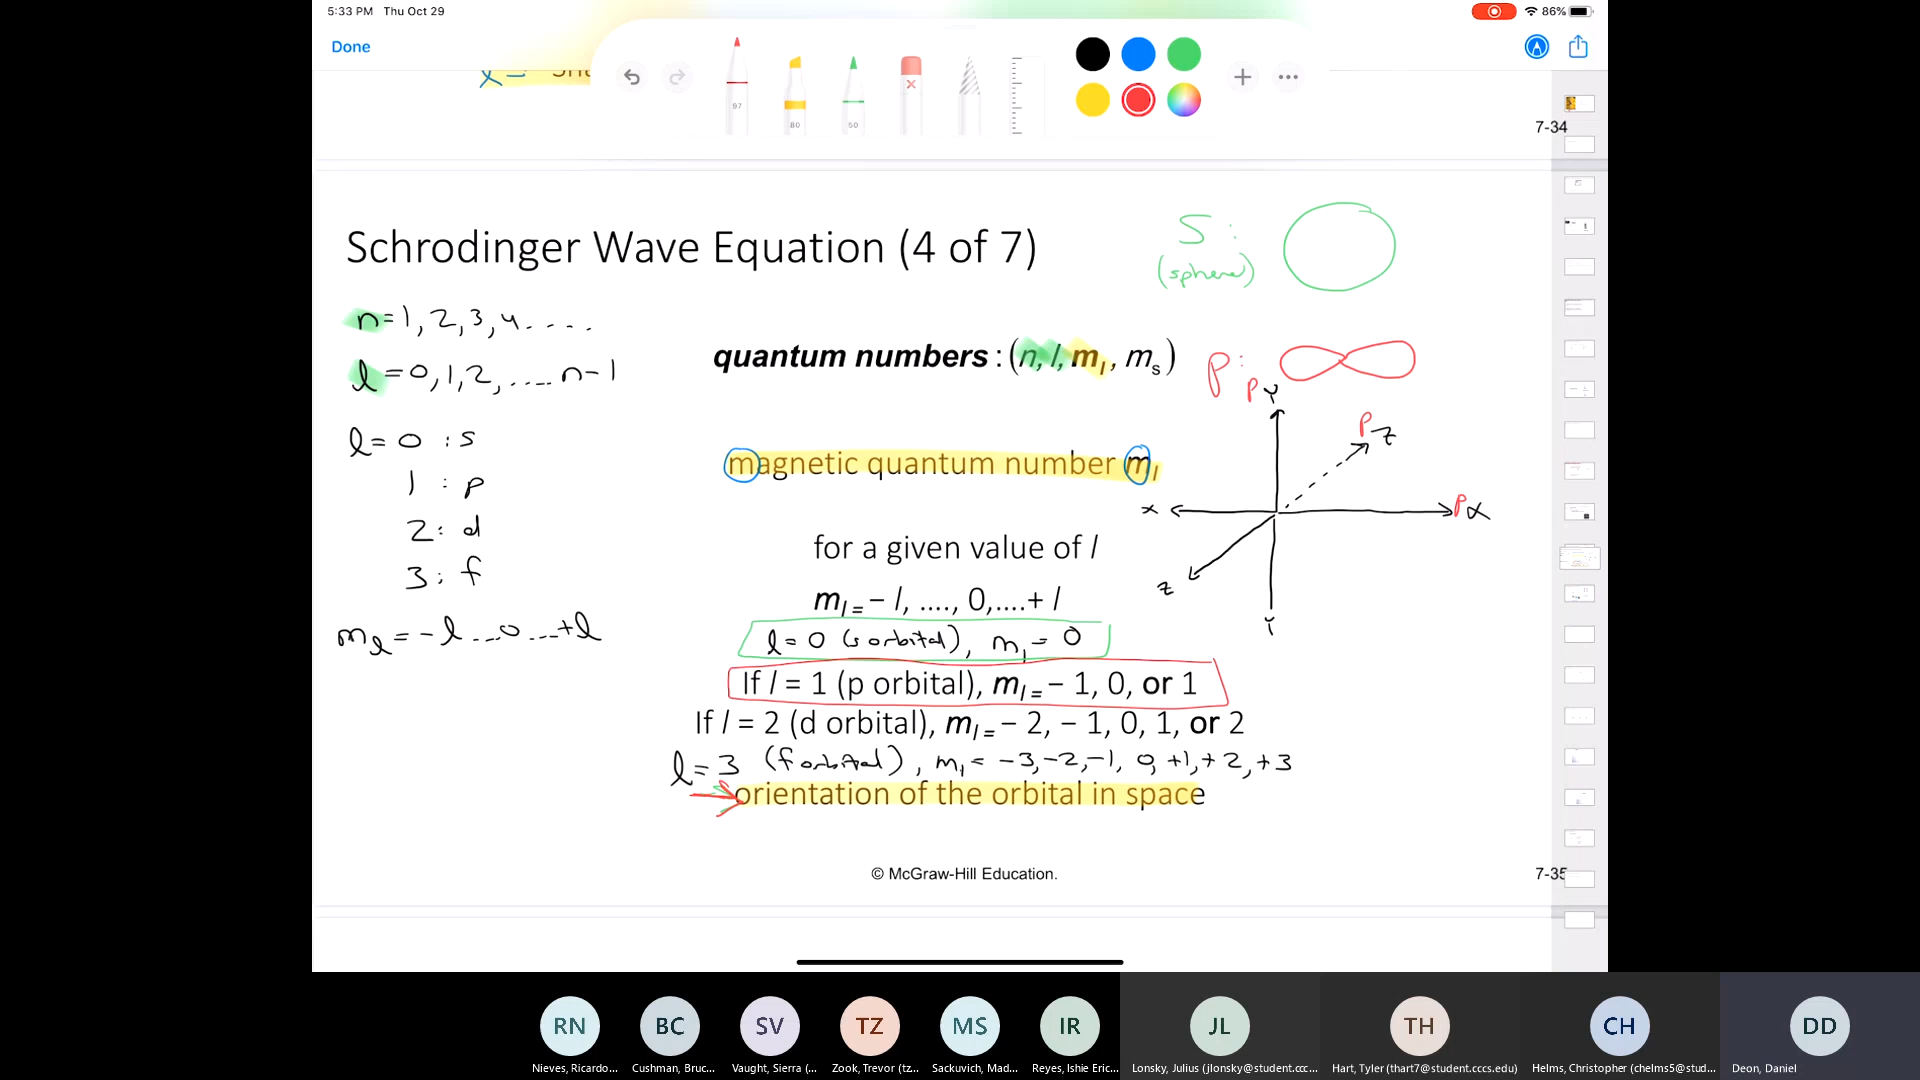 5:33 PM Thu Oct 29
86%
Done
97
80
50
7-34
Schrodinger Wave Equation (4 of 7)
S :
(sphere)
n=1, 2, 3, 4.....
l=0,1,2,.....n-1
quantum numbers : (n, l, ml, ms)
p:
l= 0 : s
1 : p
2: d
3: f
ml = -l ...0...+l
magnetic quantum number ml
PY
PZ
x
PX
z
Y
for a given value of l
ml = – l, ...., 0,....+ l
l= 0 (s orbital), ml = 0
If l = 1 (p orbital), ml = – 1, 0, or 1
If l = 2 (d orbital), ml = – 2, – 1, 0, 1, or 2
l=3 (f orbital), ml = -3,-2,-1, 0,+1,+2,+3
orientation of the orbital in space
© McGraw-Hill Education.
7-35
RN BC SV TZ MS IR JL TH CH DD
Nieves, Ricardo... Cushman, Bruc... Vaught, Sierra (... Zook, Trevor (tz... Sackuvich, Mad... Reyes, Ishie Eric... Lonsky, Julius (jlonsky@student.ccc... Hart, Tyler (thart7@student.cccs.edu) Helms, Christopher (chelms5@stud... Deon, Daniel